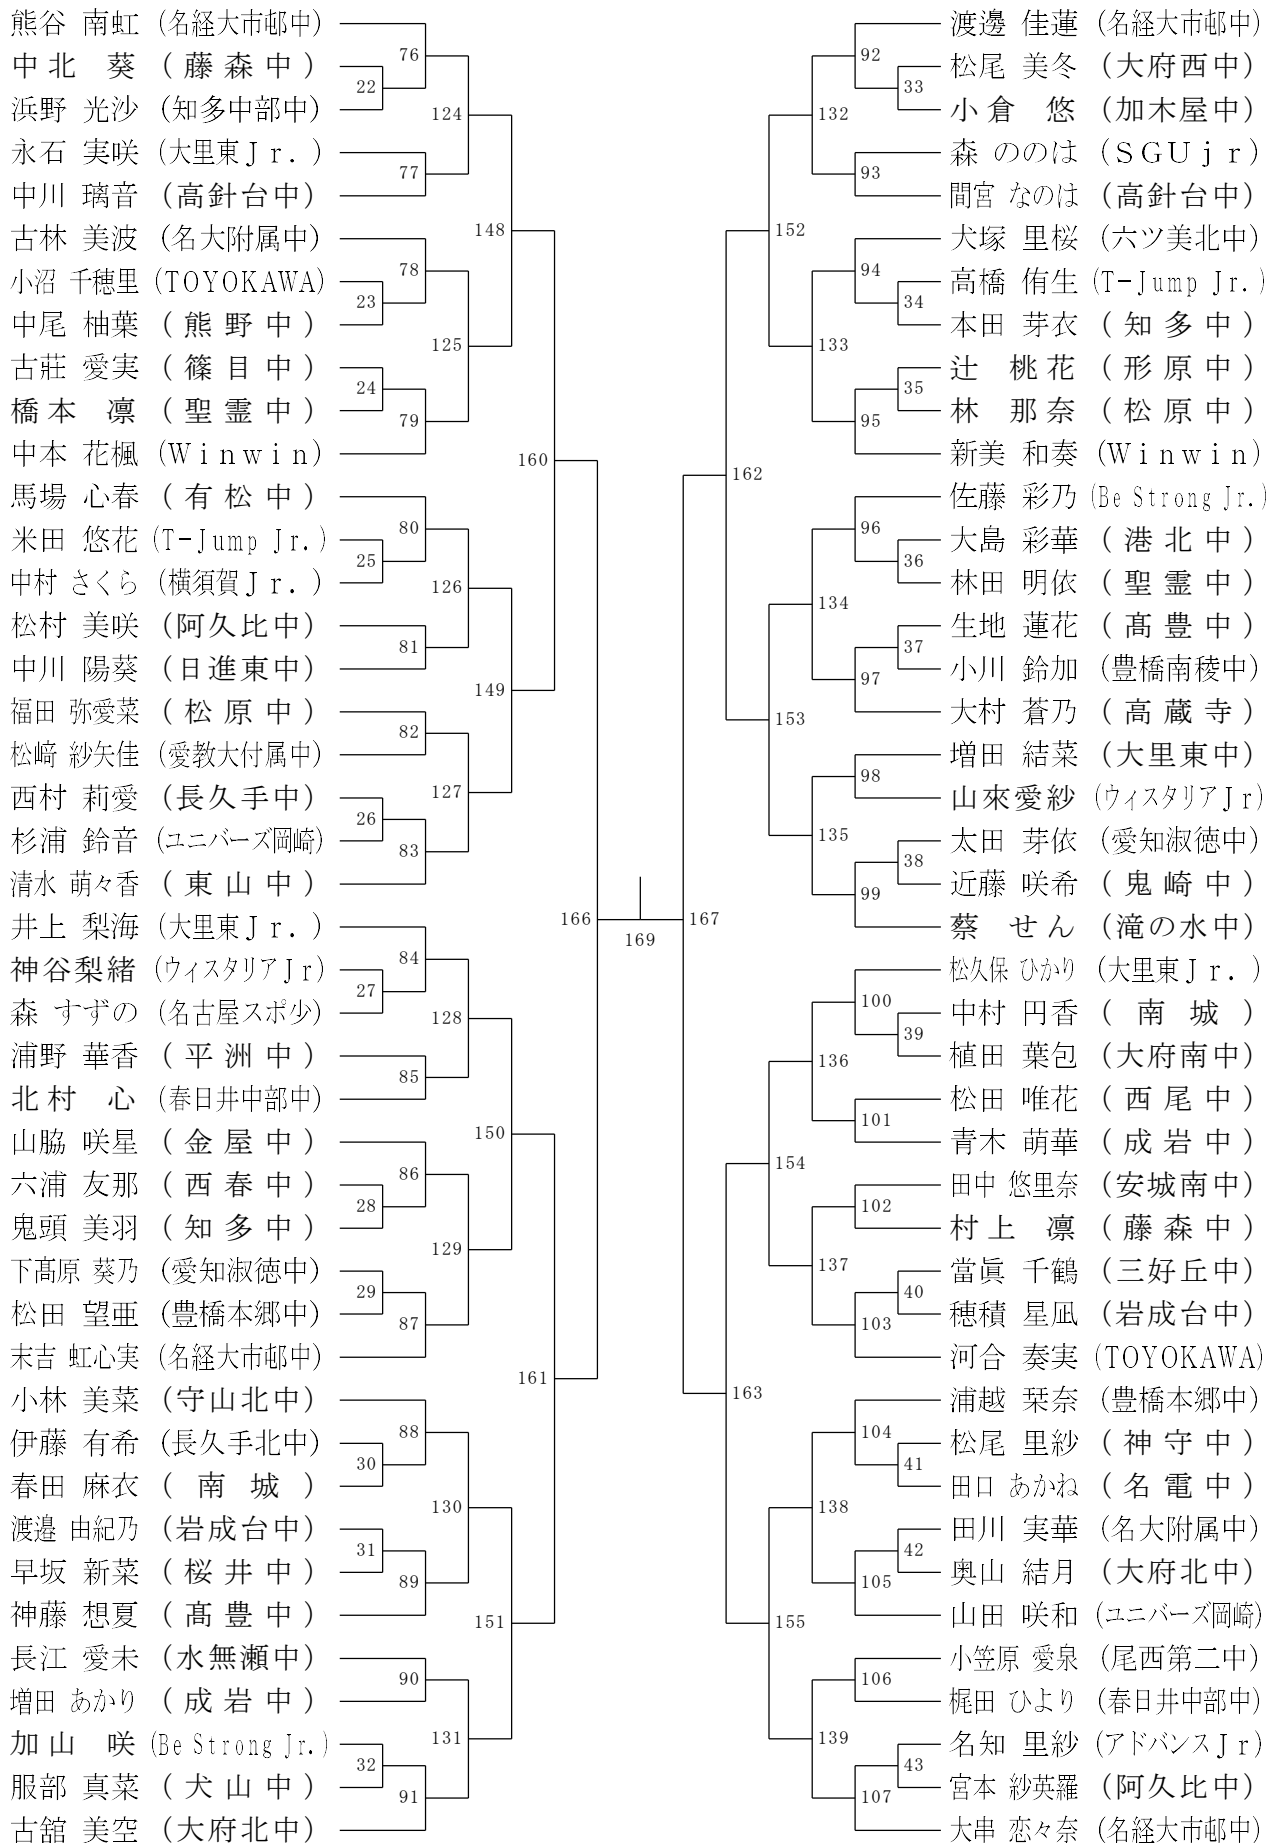 熊谷 南虹 (名経大市邨中)
76
中北 葵 (藤森中)
22
浜野 光沙 (知多中部中)
124
永石 実咲 (大里東Ｊｒ.)
77
中川 璃音 (高針台中)
148
古林 美波 (名大附属中)
78
小沼 千穂里 (TOYOKAWA)
23
中尾 柚葉 (熊野中)
125
古莊 愛実 (篠目中)
24
橋本 凛 (聖霊中)
79
中本 花楓 (Ｗｉｎｗｉｎ)
160
馬場 心春 (有松中)
80
米田 悠花 (T-Jump Jr.)
25
中村 さくら (横須賀Ｊｒ.)
126
松村 美咲 (阿久比中)
81
中川 陽葵 (日進東中)
149
福田 弥愛菜 (松原中)
82
松﨑 紗矢佳 (愛教大付属中)
127
西村 莉愛 (長久手中)
26
杉浦 鈴音 (ユニバーズ岡崎)
83
清水 萌々香 (東山中)
166
井上 梨海 (大里東Ｊｒ.)
84
神谷梨緒 (ウィスタリアＪｒ)
27
森 すずの (名古屋スポ少)
128
浦野 華香 (平洲中)
85
北村 心 (春日井中部中)
150
山脇 咲星 (金屋中)
86
六浦 友那 (西春中)
28
鬼頭 美羽 (知多中)
129
下髙原 葵乃 (愛知淑徳中)
29
松田 望亜 (豊橋本郷中)
87
末吉 虹心実 (名経大市邨中)
161
小林 美菜 (守山北中)
88
伊藤 有希 (長久手北中)
30
春田 麻衣 (南城)
130
渡邉 由紀乃 (岩成台中)
31
早坂 新菜 (桜井中)
89
神藤 想夏 (髙豊中)
151
長江 愛未 (水無瀬中)
90
増田 あかり (成岩中)
131
加山 咲 (Be Strong Jr.)
32
服部 真菜 (犬山中)
91
古舘 美空 (大府北中)
169
渡邊 佳蓮 (名経大市邨中)
92
松尾 美冬 (大府西中)
33
小倉 悠 (加木屋中)
132
森 ののは (ＳＧＵｊｒ)
93
間宮 なのは (高針台中)
152
犬塚 里桜 (六ツ美北中)
94
高橋 侑生 (T-Jump Jr.)
34
本田 芽衣 (知多中)
133
辻 桃花 (形原中)
35
林 那奈 (松原中)
95
新美 和奏 (Ｗｉｎｗｉｎ)
162
佐藤 彩乃 (Be Strong Jr.)
96
大島 彩華 (港北中)
36
林田 明依 (聖霊中)
134
生地 蓮花 (髙豊中)
37
小川 鈴加 (豊橋南稜中)
97
大村 蒼乃 (高蔵寺)
153
増田 結菜 (大里東中)
98
山來愛紗 (ウィスタリアＪｒ)
135
太田 芽依 (愛知淑徳中)
38
近藤 咲希 (鬼崎中)
99
蔡 せん (滝の水中)
167
松久保 ひかり (大里東Ｊｒ.)
100
中村 円香 (南城)
39
植田 葉包 (大府南中)
136
松田 唯花 (西尾中)
101
青木 萌華 (成岩中)
154
田中 悠里奈 (安城南中)
102
村上 凛 (藤森中)
137
當眞 千鶴 (三好丘中)
40
穂積 星凪 (岩成台中)
103
河合 奏実 (TOYOKAWA)
163
浦越 栞奈 (豊橋本郷中)
104
松尾 里紗 (神守中)
41
田口 あかね (名電中)
138
田川 実華 (名大附属中)
42
奥山 結月 (大府北中)
105
山田 咲和 (ユニバーズ岡崎)
155
小笠原 愛泉 (尾西第二中)
106
梶田 ひより (春日井中部中)
139
名知 里紗 (アドバンスＪｒ)
43
宮本 紗英羅 (阿久比中)
107
大串 恋々奈 (名経大市邨中)